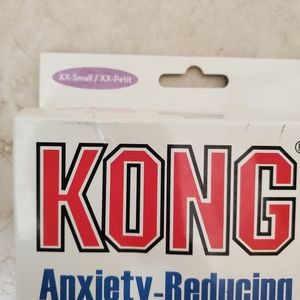 XX-Small / XX-Petit
KONG®
Anxiety-Reducing